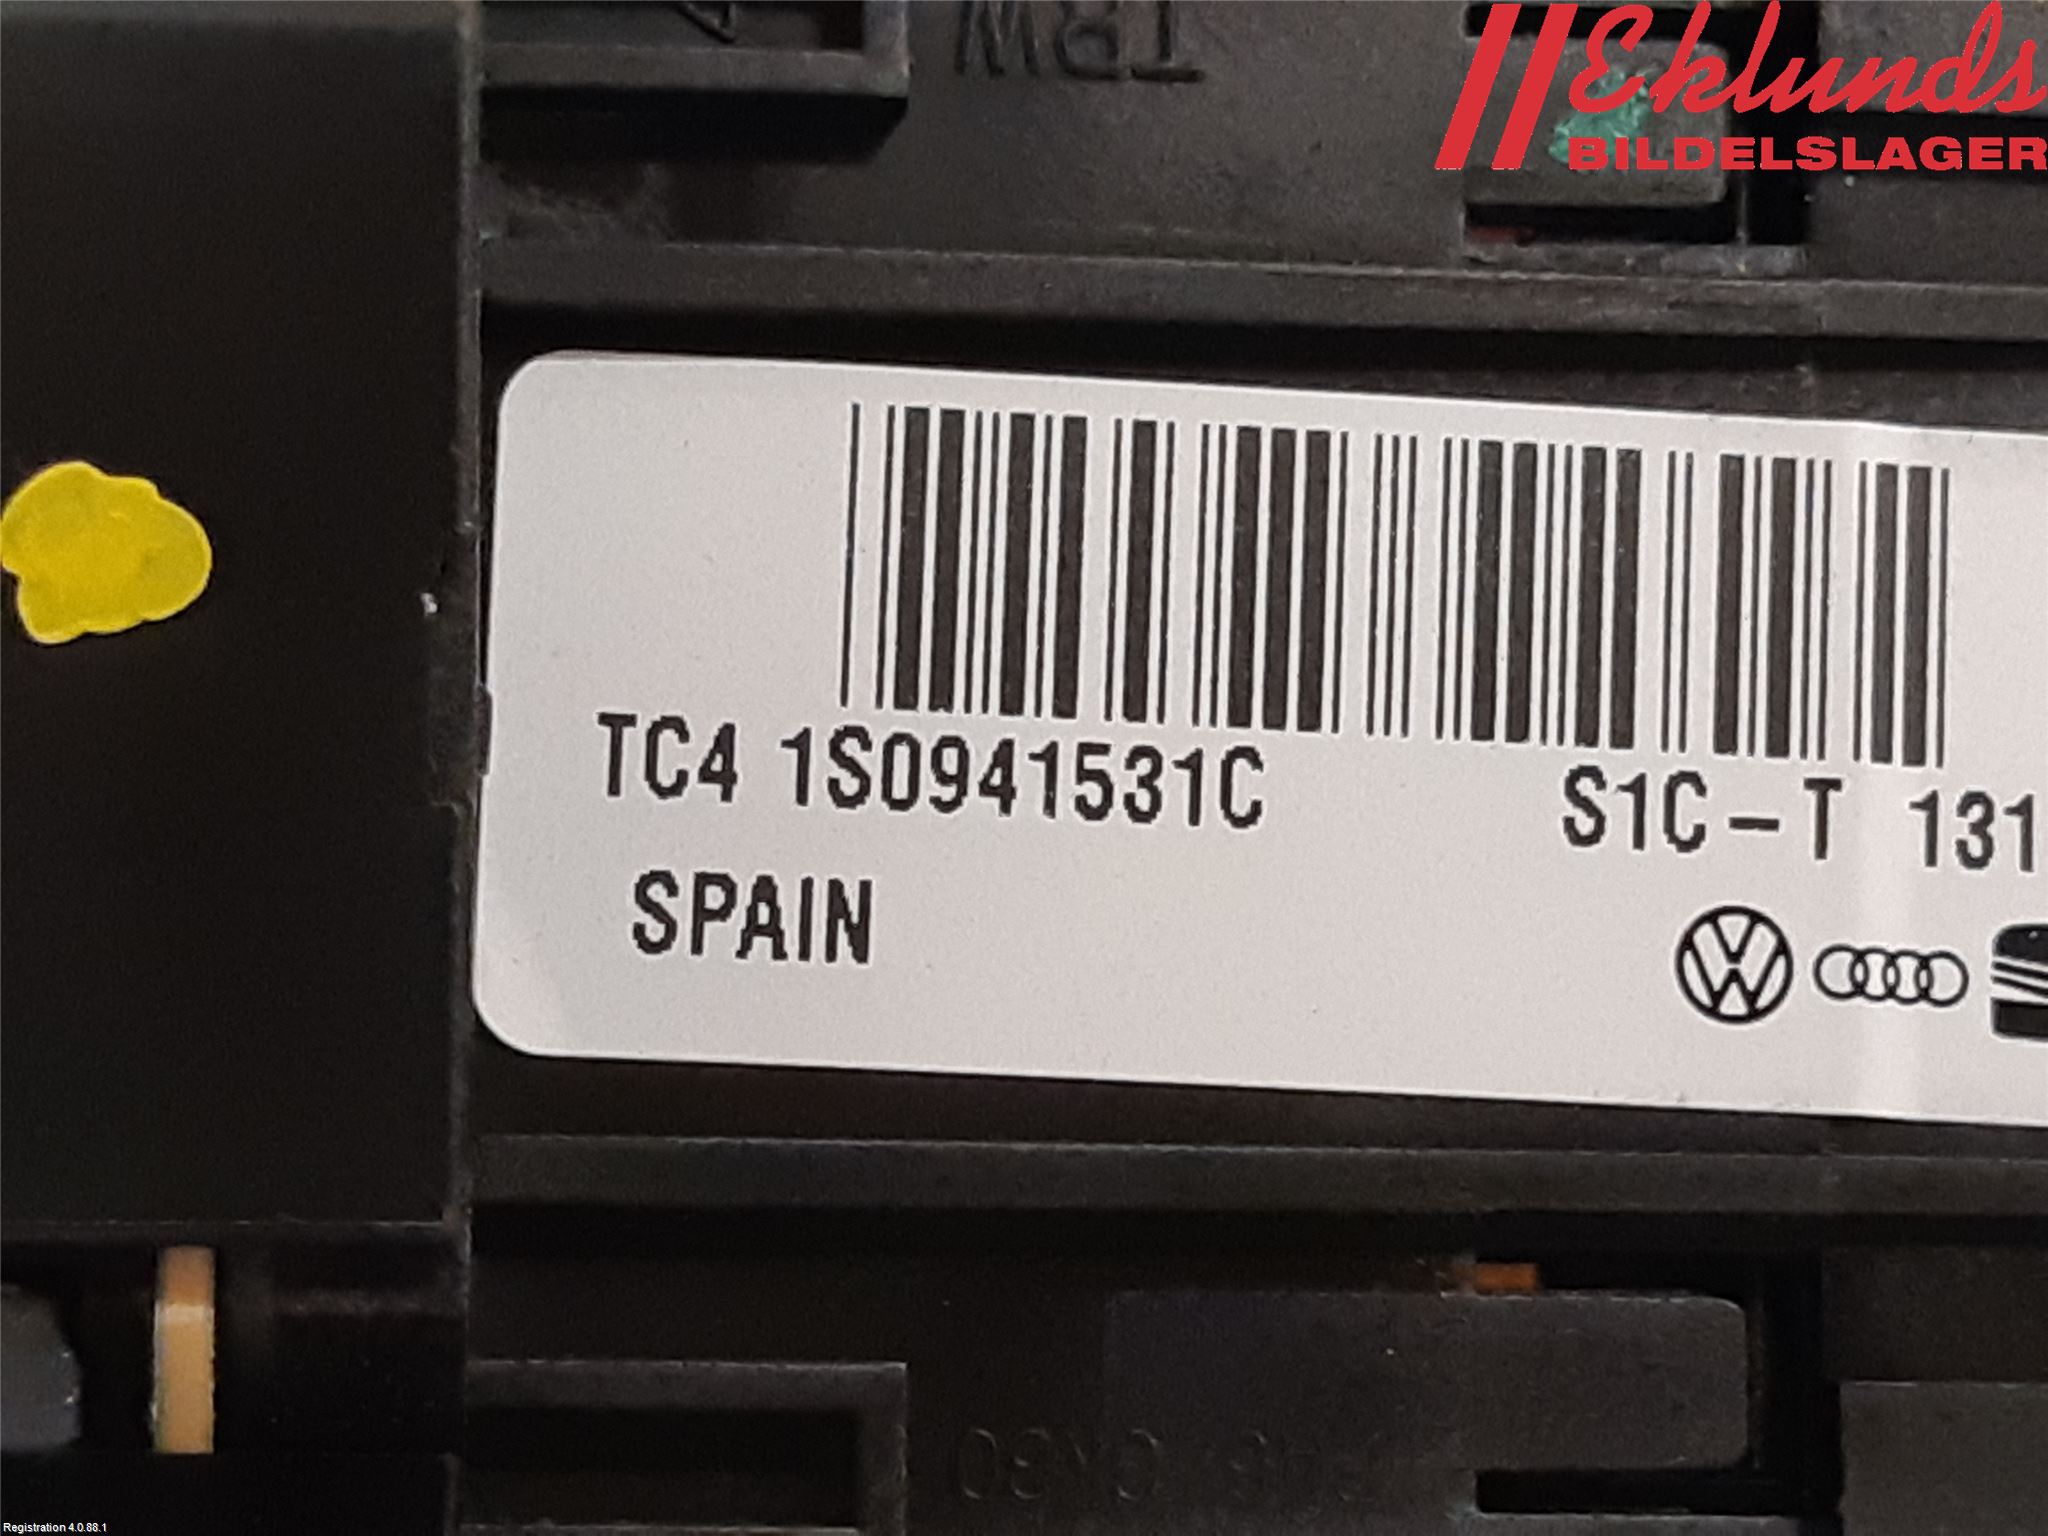 TRW
Eklunds
BILDELSLAGER
TC4 1S0941531C S1C-T 131
SPAIN
Registration 4.0.88.1